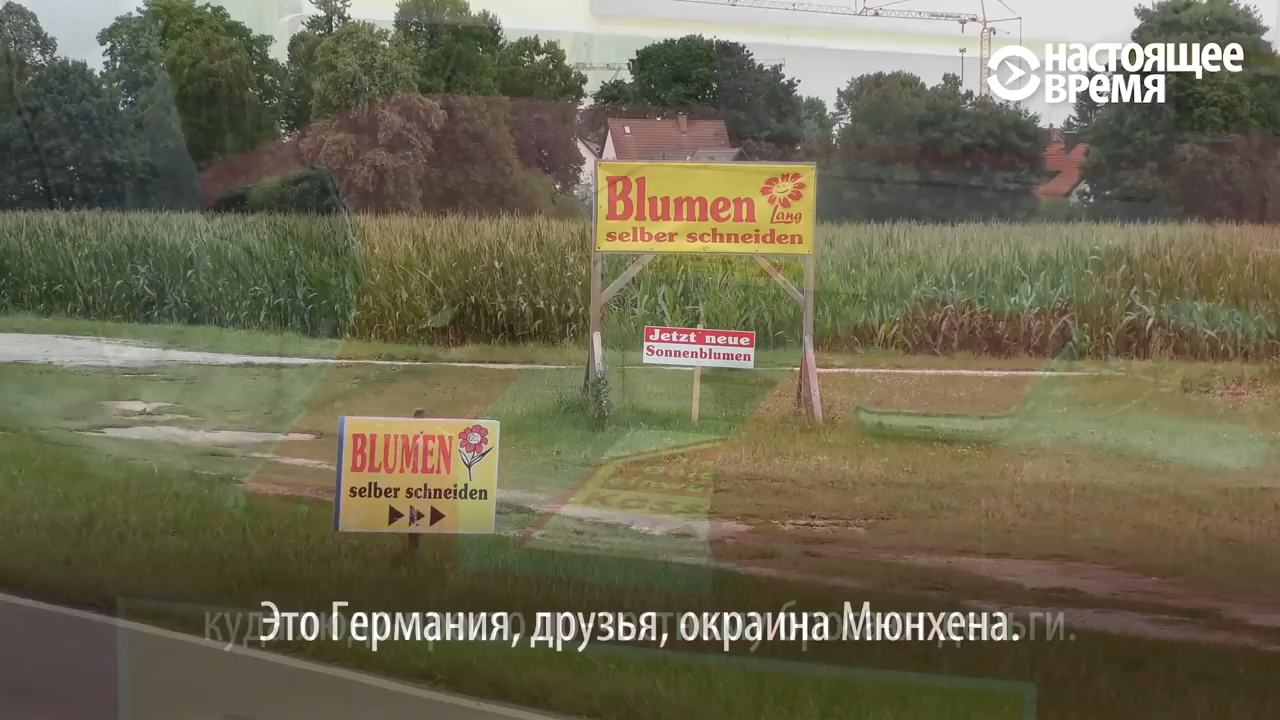 НАСТОЯЩЕЕ
ВРЕМЯ
Blumen
Lang
selber schneiden
Jetzt neue
Sonnenblumen
BLUMEN
selber schneiden
Это Германия, друзья, окраина Мюнхена.